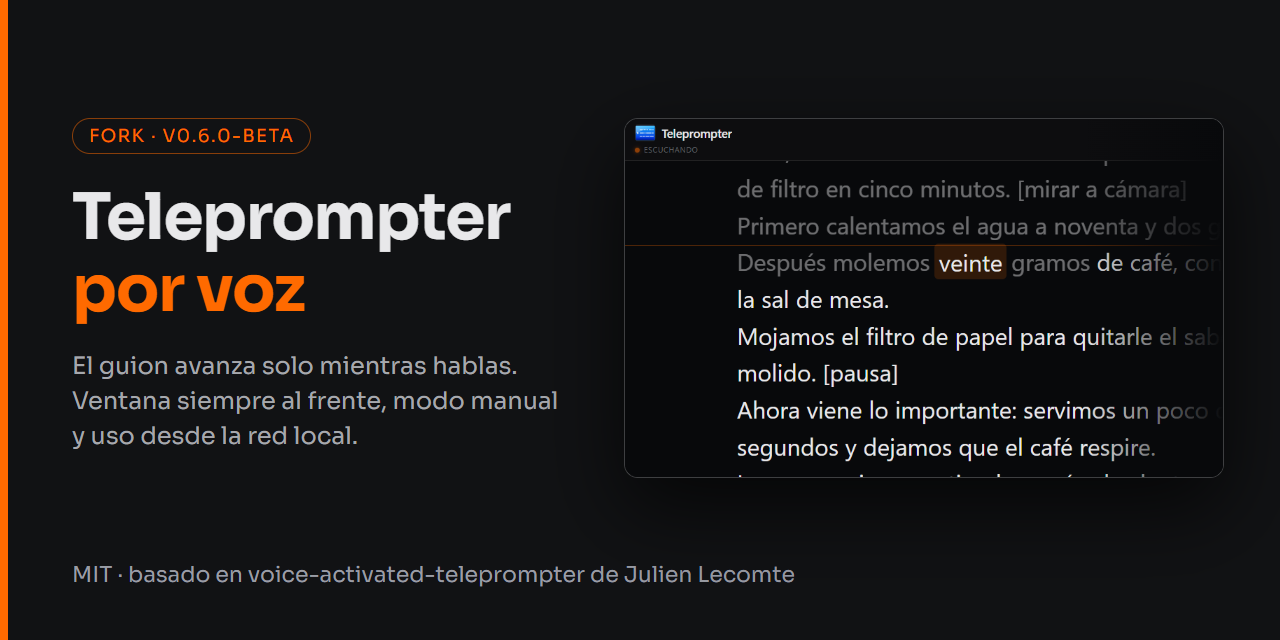 FORK · V0.6.0-BETA
Teleprompter
por voz
El guion avanza solo mientras hablas.
Ventana siempre al frente, modo manual
y uso desde la red local.
Teleprompter
ESCUCHANDO
de filtro en cinco minutos. [mirar a cámara]
Primero calentamos el agua a noventa y dos
Después molemos veinte gramos de café, con
la sal de mesa.
Mojamos el filtro de papel para quitarle el
molido. [pausa]
Ahora viene lo importante: servimos un poco
segundos y dejamos que el café respire.
MIT · basado en voice-activated-teleprompter de Julien Lecomte